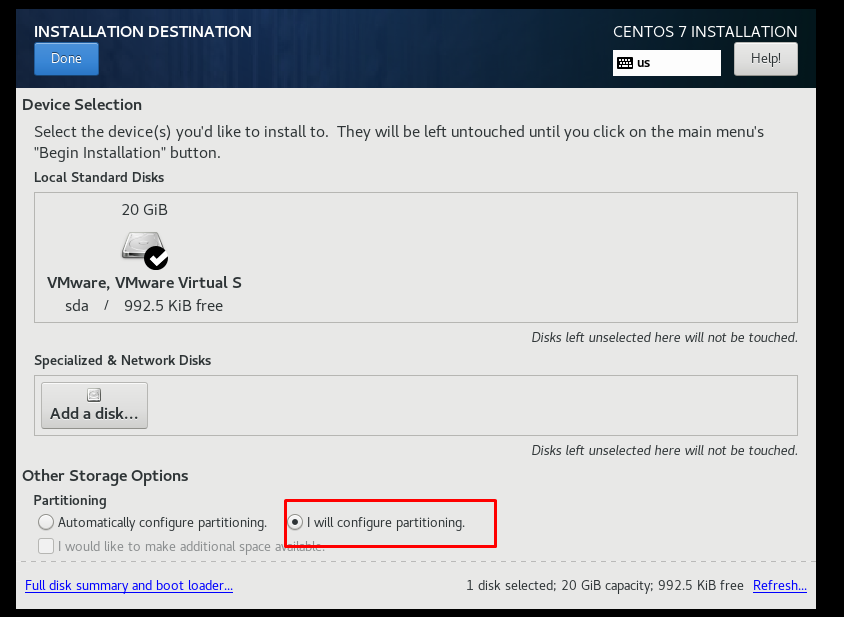 INSTALLATION DESTINATION
CENTOS 7 INSTALLATION
Done
us
Help!
Device Selection
Select the device(s) you'd like to install to.  They will be left untouched until you click on the main menu's
"Begin Installation" button.
Local Standard Disks
20 GiB
VMware, VMware Virtual S
sda / 992.5 KiB free
Disks left unselected here will not be touched.
Specialized & Network Disks
Add a disk...
Disks left unselected here will not be touched.
Other Storage Options
Partitioning
Automatically configure partitioning. I will configure partitioning.
I would like to make additional space available.
Full disk summary and boot loader... 1 disk selected; 20 GiB capacity; 992.5 KiB free Refresh...